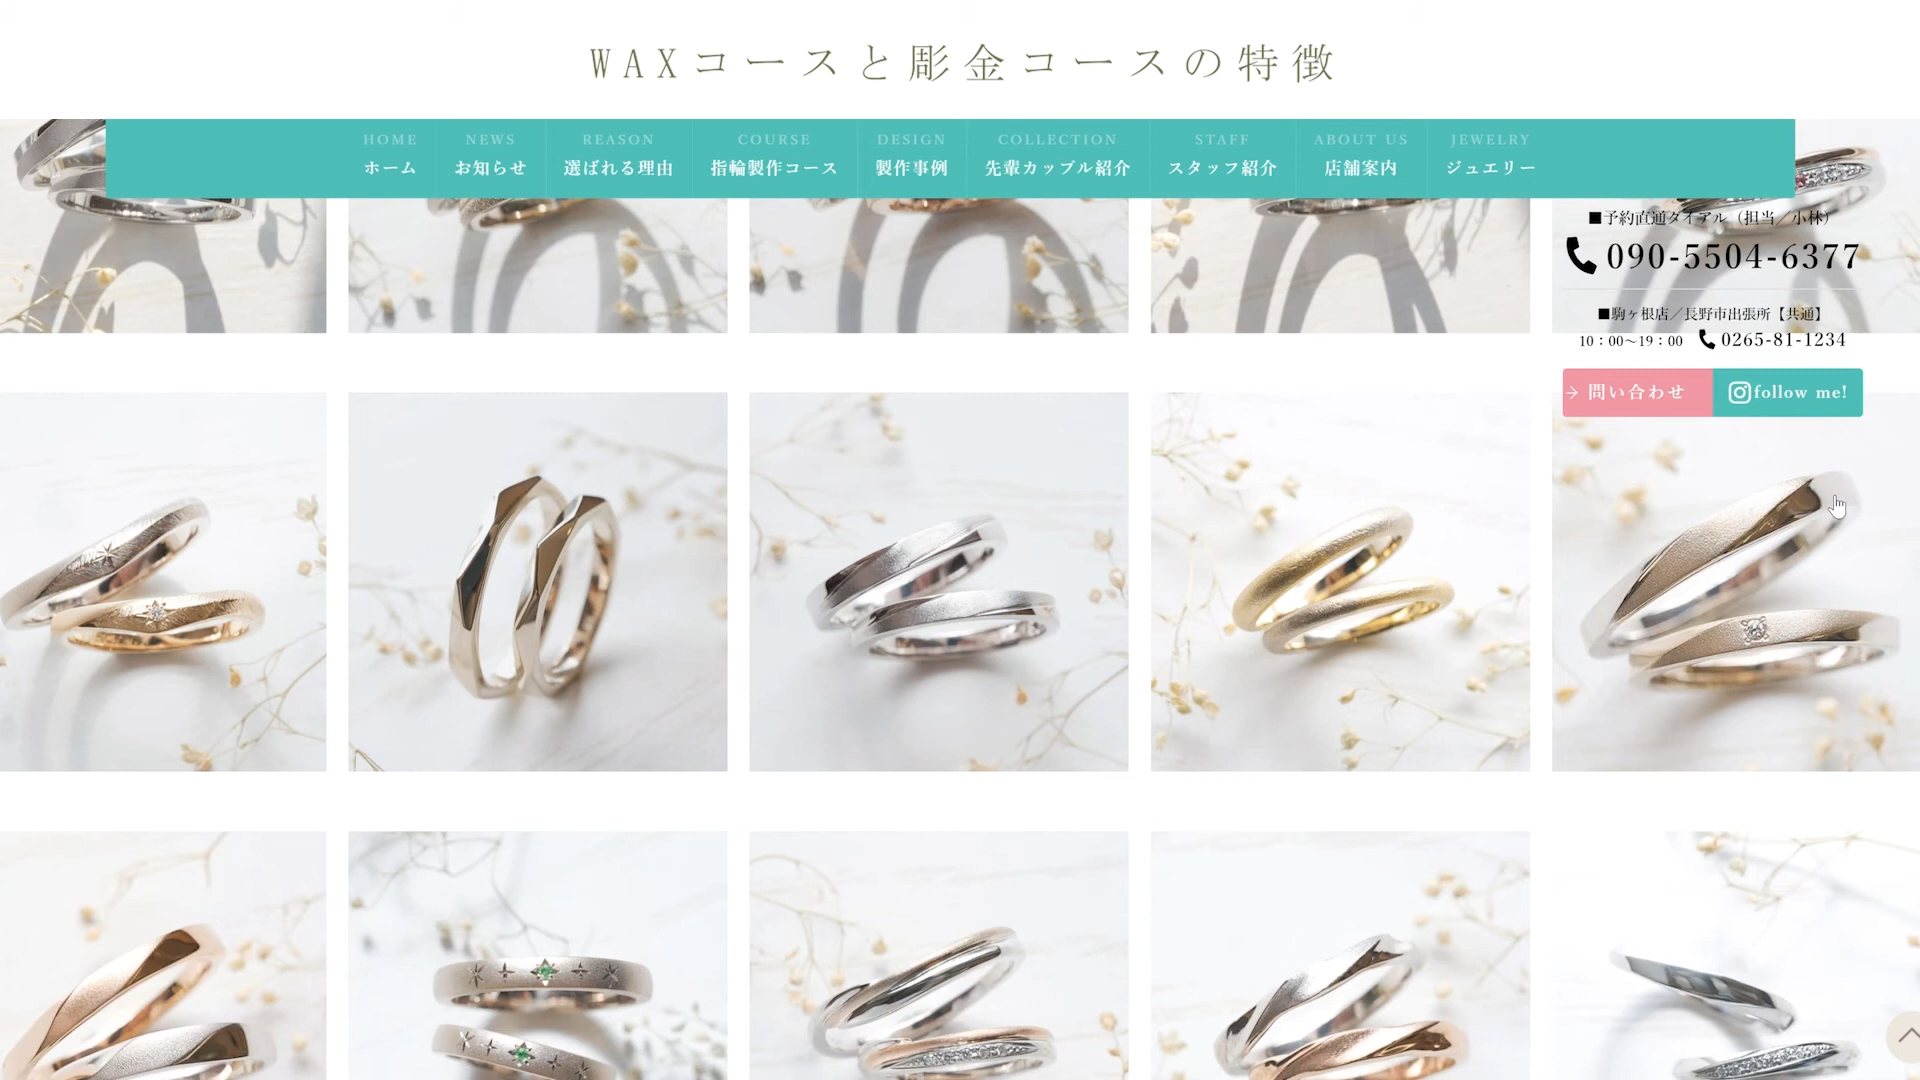 WAXコースと彫金コースの特徴
HOME
ホーム
NEWS
お知らせ
REASON
選ばれる理由
COURSE
指輪製作コース
DESIGN
製作事例
COLLECTION
先輩カップル紹介
STAFF
スタッフ紹介
ABOUT US
店舗案内
JEWELRY
ジュエリー
■予約直通ダイアル（担当／小林）
090-5504-6377
■駒ヶ根店／長野市出張所【共通】
10：00～19：00 0265-81-1234
問い合わせ
follow me!